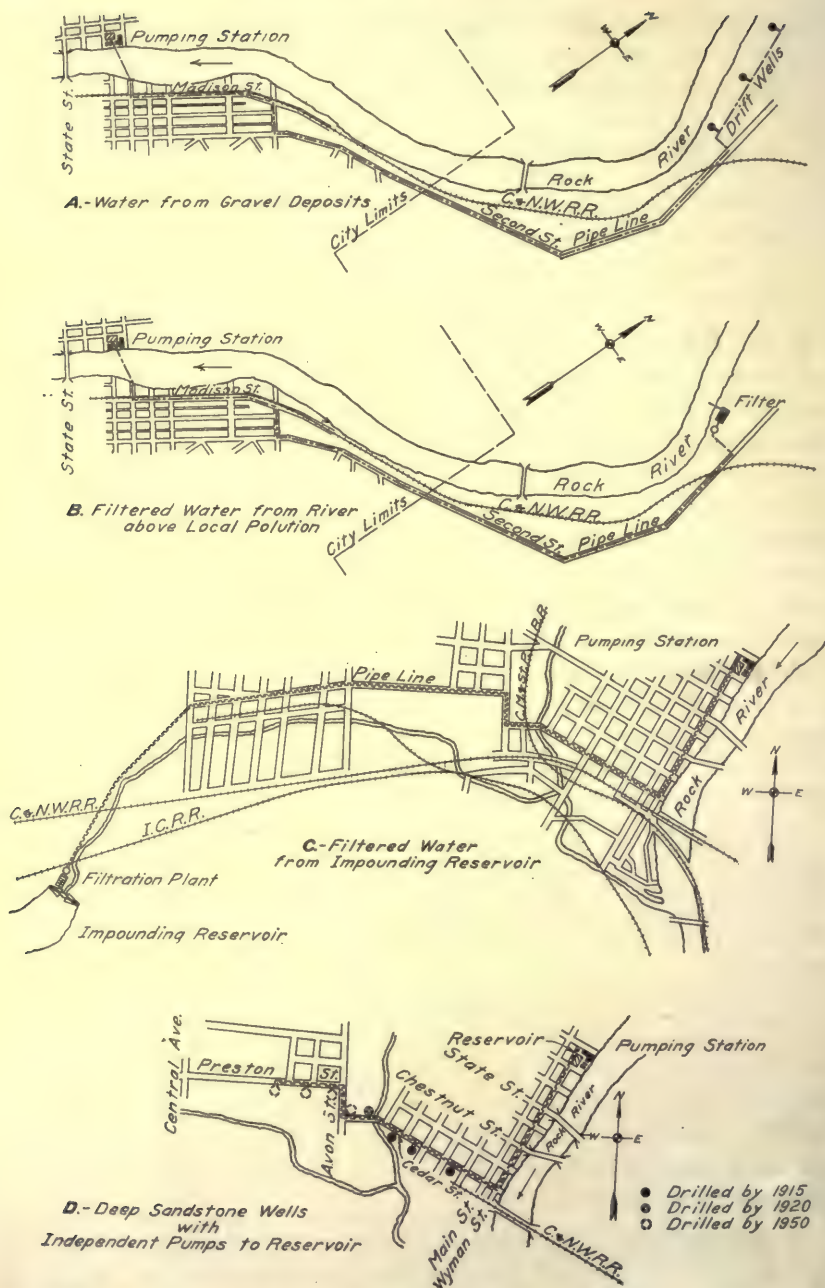 Pumping Station
N
W
E
Madison St.
State St.
Rock
River
Drift Wells
C.&N.W.R.R.
A.-Water from Gravel Deposits
City Limits
Second St.
Pipe Line
Pumping Station
N
W
E
Madison St.
State St.
Filter
Rock
River
C.&N.W.R.R.
B. Filtered Water from River
above Local Polution
City Limits
Second St.
Pipe Line
Pumping Station
Pipe Line
C.M.&St.P. R.R.
Rock
River
N
W
E
C.&N.W.R.R.
I.C.R.R.
C.-Filtered Water
from Impounding Reservoir
Filtration Plant
Impounding Reservoir
Central Ave.
Preston
St.
Avon St.
Reservoir
State St.
Pumping Station
Chestnut St.
Rock
River
N
W
E
Cedar St.
D.-Deep Sandstone Wells
with
Independent Pumps to Reservoir
Main St.
Wyman St.
C.&N.W.R.R.
Drilled by 1915
Drilled by 1920
Drilled by 1950